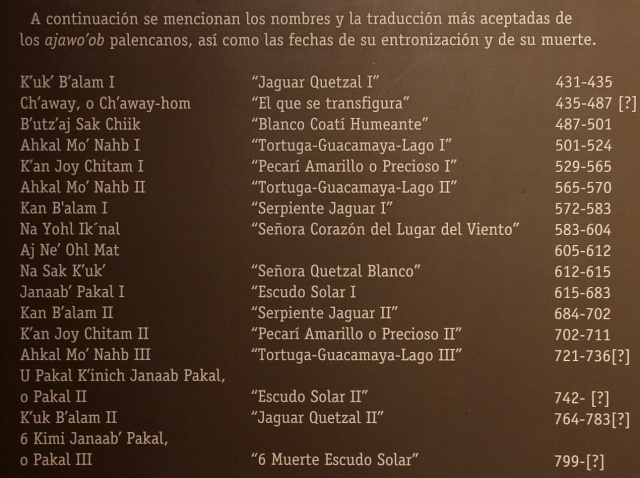 A continuación se mencionan los nombres y la traducción más aceptadas de
los ajawo'ob palencanos, así como las fechas de su entronización y de su muerte.
K'uk' B'alam I "Jaguar Quetzal I" 431-435
Ch'away, o Ch'away-hom "El que se transfigura" 435-487 [?]
B'utz'aj Sak Chiik "Blanco Coatí Humeante" 487-501
Ahkal Mo' Nahb I "Tortuga-Guacamaya-Lago I" 501-524
K'an Joy Chitam I "Pecarí Amarillo o Precioso I" 529-565
Ahkal Mo' Nahb II "Tortuga-Guacamaya-Lago II" 565-570
Kan B'alam I "Serpiente Jaguar I" 572-583
Na Yohl Ik´nal "Señora Corazón del Lugar del Viento" 583-604
Aj Ne' Ohl Mat 605-612
Na Sak K'uk' "Señora Quetzal Blanco" 612-615
Janaab' Pakal I "Escudo Solar I 615-683
Kan B'alam II "Serpiente Jaguar II" 684-702
K'an Joy Chitam II "Pecarí Amarillo o Precioso II" 702-711
Ahkal Mo' Nahb III "Tortuga-Guacamaya-Lago III" 721-736[?]
U Pakal K'inich Janaab Pakal,
o Pakal II "Escudo Solar II" 742- [?]
K'uk B'alam II "Jaguar Quetzal II" 764-783[?]
6 Kimi Janaab' Pakal,
o Pakal III "6 Muerte Escudo Solar" 799-[?]